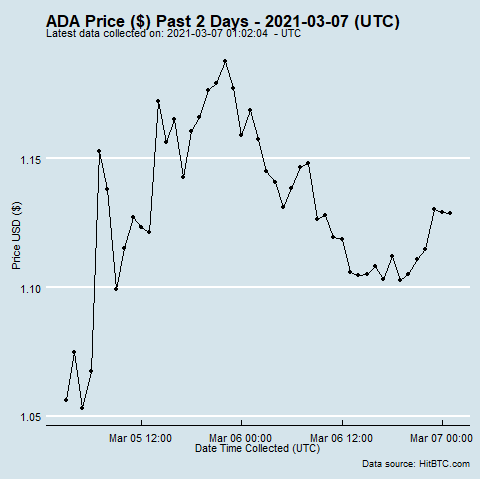 ADA Price ($) Past 2 Days - 2021-03-07 (UTC)
Latest data collected on: 2021-03-07 01:02:04 - UTC
Price USD ($)
1.15
1.10
1.05
Mar 05 12:00 Mar 06 00:00 Mar 06 12:00 Mar 07 00:00
Date Time Collected (UTC)
Data source: HitBTC.com